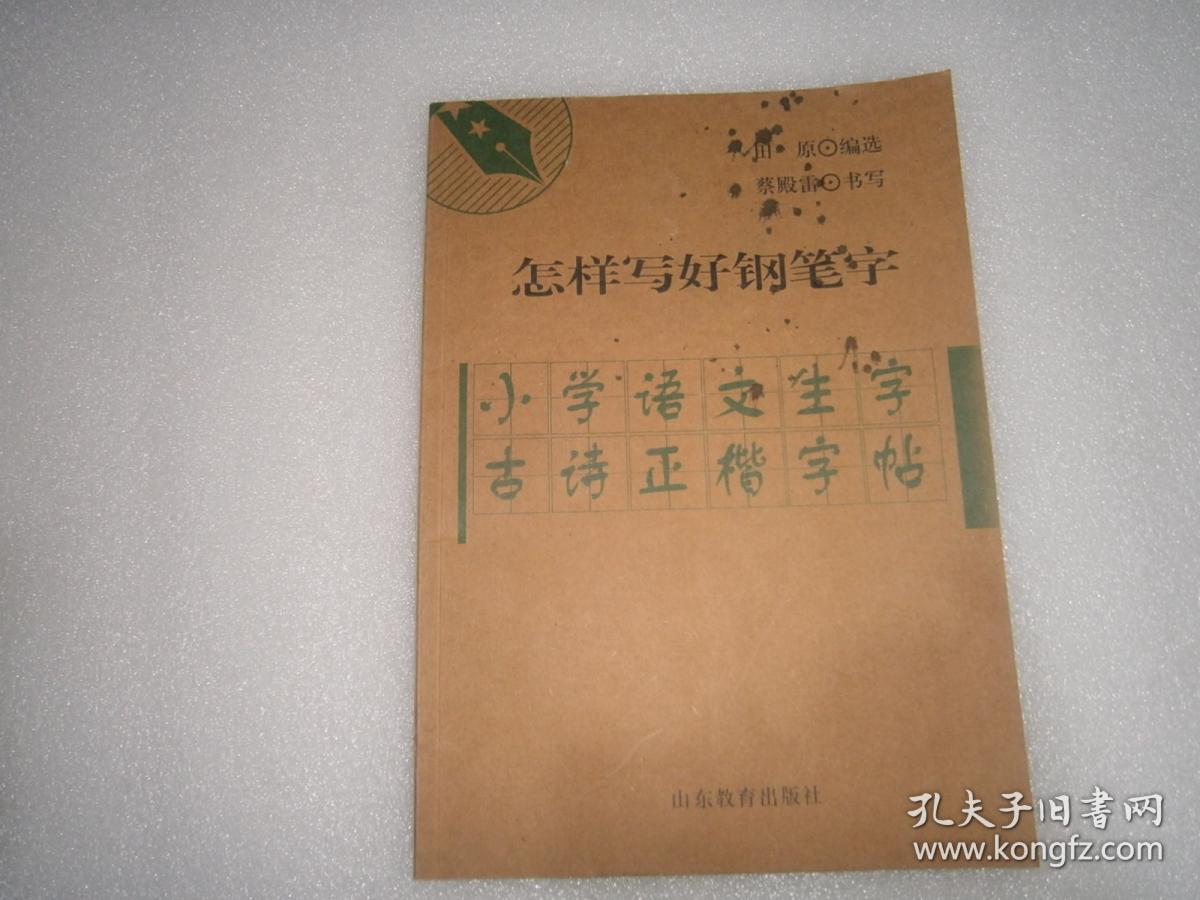 田 原⊙编选
蔡殿雷⊙书写
怎样写好钢笔字
小学语文生字
古诗正楷字帖
山东教育出版社
孔夫子旧书网
www.kongfz.com